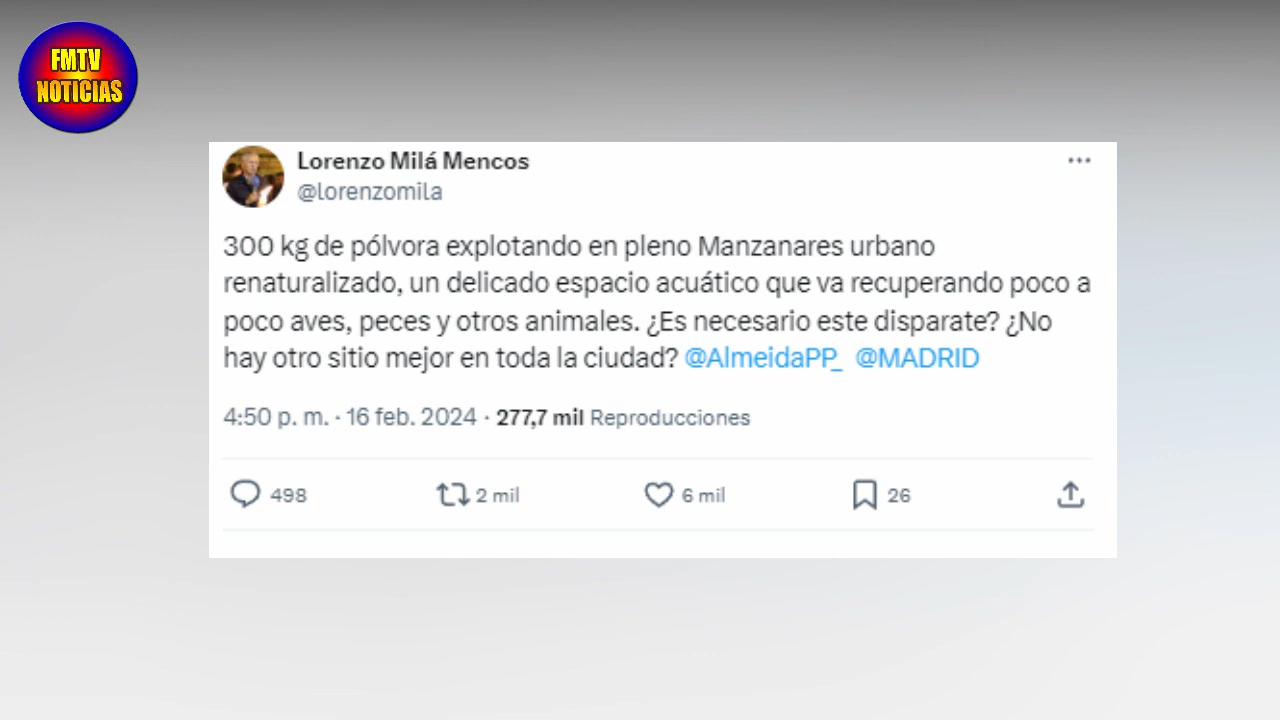 FMTV
NOTICIAS
Lorenzo Milá Mencos
@lorenzomila
300 kg de pólvora explotando en pleno Manzanares urbano
renaturalizado, un delicado espacio acuático que va recuperando poco a
poco aves, peces y otros animales. ¿Es necesario este disparate? ¿No
hay otro sitio mejor en toda la ciudad? @AlmeidaPP_ @MADRID
4:50 p. m. · 16 feb. 2024 · 277,7 mil Reproducciones
498 2 mil 6 mil 26